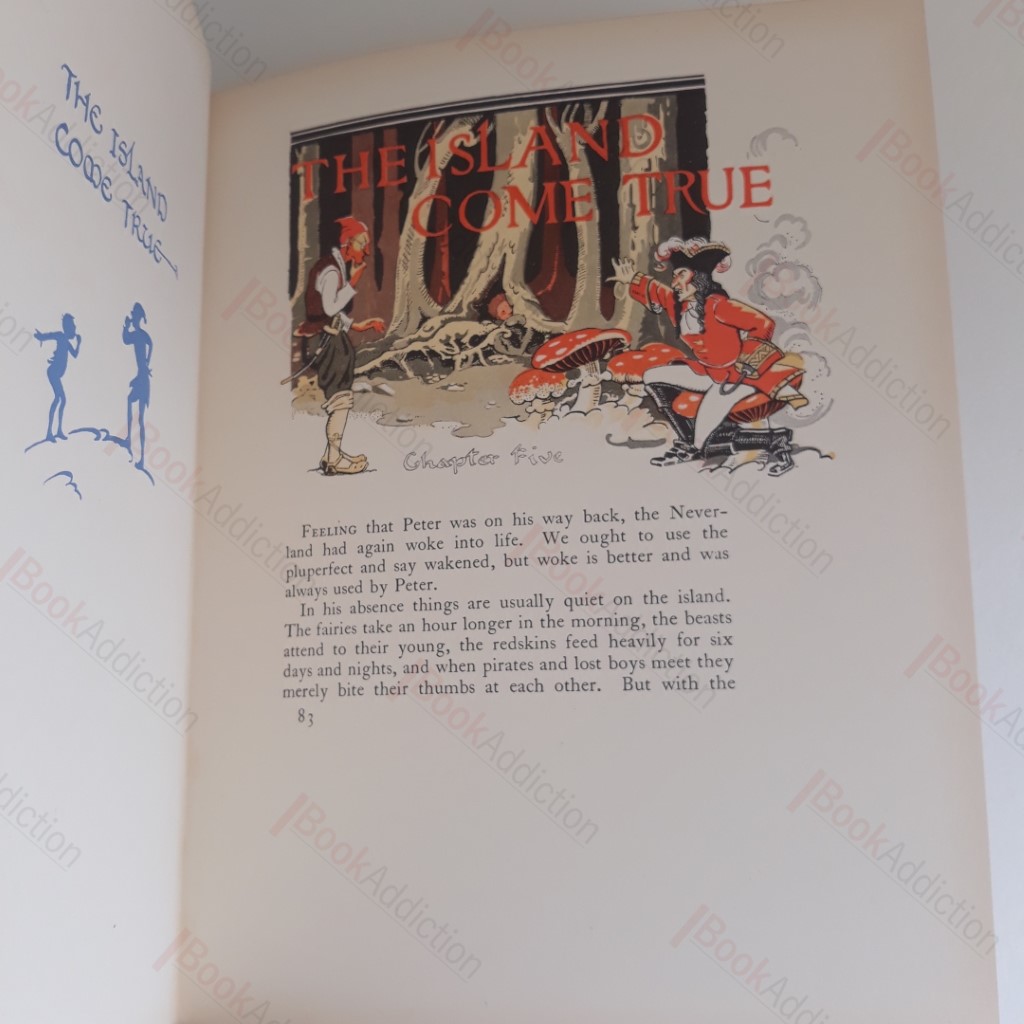 THE ISLAND
COME TRUE
THE ISLAND
COME TRUE
Chapter Five
FEELING that Peter was on his way back, the Never-
land had again woke into life. We ought to use the
pluperfect and say wakened, but woke is better and was
always used by Peter.
In his absence things are usually quiet on the island.
The fairies take an hour longer in the morning, the beasts
attend to their young, the redskins feed heavily for six
days and nights, and when pirates and lost boys meet they
merely bite their thumbs at each other. But with the
83
BookAddiction